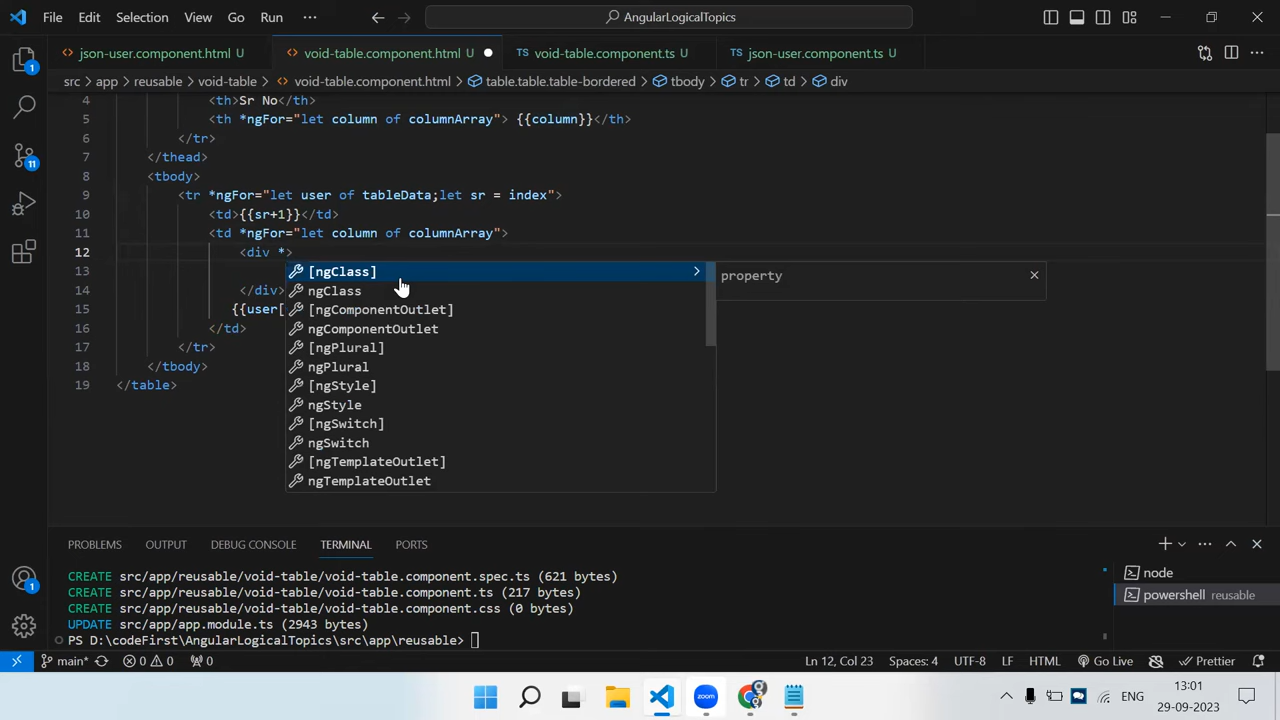 File Edit Selection View Go Run ··· AngularLogicalTopics
json-user.component.html U void-table.component.html U TS void-table.component.ts U TS json-user.component.ts U
src > app > reusable > void-table > void-table.component.html > table.table.table-bordered > tbody > tr > td > div
4 <th>Sr No</th>
5 <th *ngFor="let column of columnArray"> {{column}}</th>
6 </tr>
7 </thead>
8 <tbody>
9 <tr *ngFor="let user of tableData;let sr = index">
10 <td>{{sr+1}}</td>
11 <td *ngFor="let column of columnArray">
12 <div *>
13 [ngClass] property
ngClass
14 </div>
[ngComponentOutlet]
15 {{user[
ngComponentOutlet
16 </td>
[ngPlural]
17 </tr>
ngPlural
18 </tbody>
[ngStyle]
19 </table>
ngStyle
[ngSwitch]
ngSwitch
[ngTemplateOutlet]
ngTemplateOutlet
PROBLEMS OUTPUT DEBUG CONSOLE TERMINAL PORTS
CREATE src/app/reusable/void-table/void-table.component.spec.ts (621 bytes)
CREATE src/app/reusable/void-table/void-table.component.ts (217 bytes)
CREATE src/app/reusable/void-table/void-table.component.css (0 bytes)
UPDATE src/app/app.module.ts (2943 bytes)
PS D:\codeFirst\AngularLogicalTopics\src\app\reusable>
node
powershell reusable
1
11
1
main* 0 0 0 Ln 12, Col 23 Spaces: 4 UTF-8 LF HTML Go Live Prettier
zoom
ENG 13:01
29-09-2023